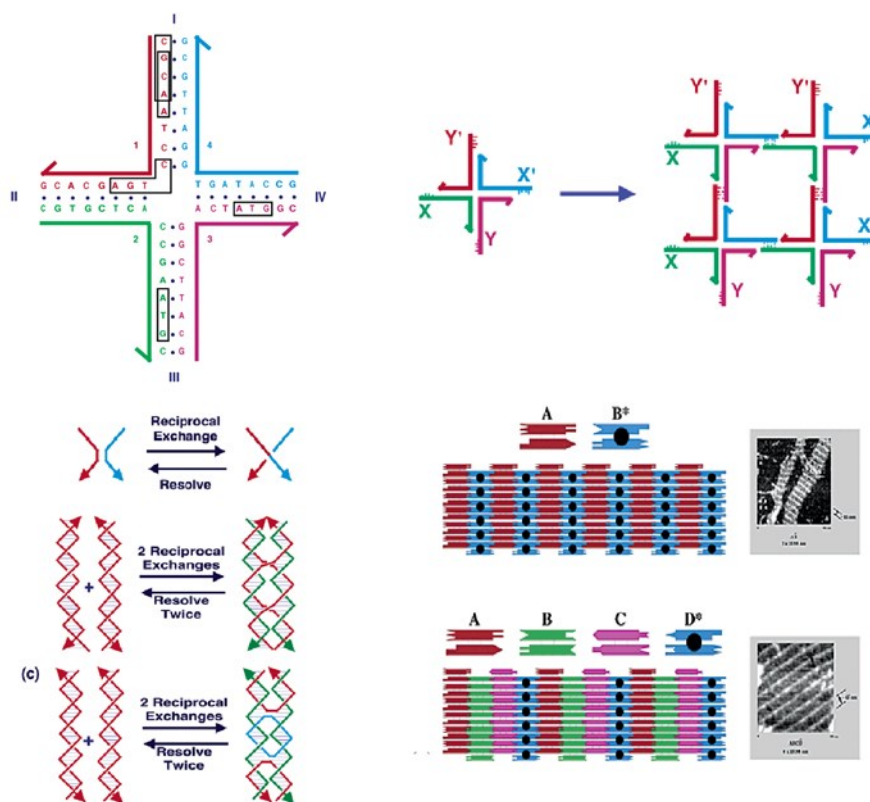 I
C G
G C
C G
A T
A T
1 T A 4
C G
C G
G C A C G A G T T G A T A C C G
II IV
C G T G C T C A A C T A T G G C
2 C G 3
C G
G C
A T
A T
T A
G C
C G
III
Y'
X'
X
Y
Y' Y'
X X
X X
Y Y
Reciprocal
Exchange
Resolve
+
2 Reciprocal
Exchanges
Resolve
Twice
(c)
+
2 Reciprocal
Exchanges
Resolve
Twice
A B*
A B C D*